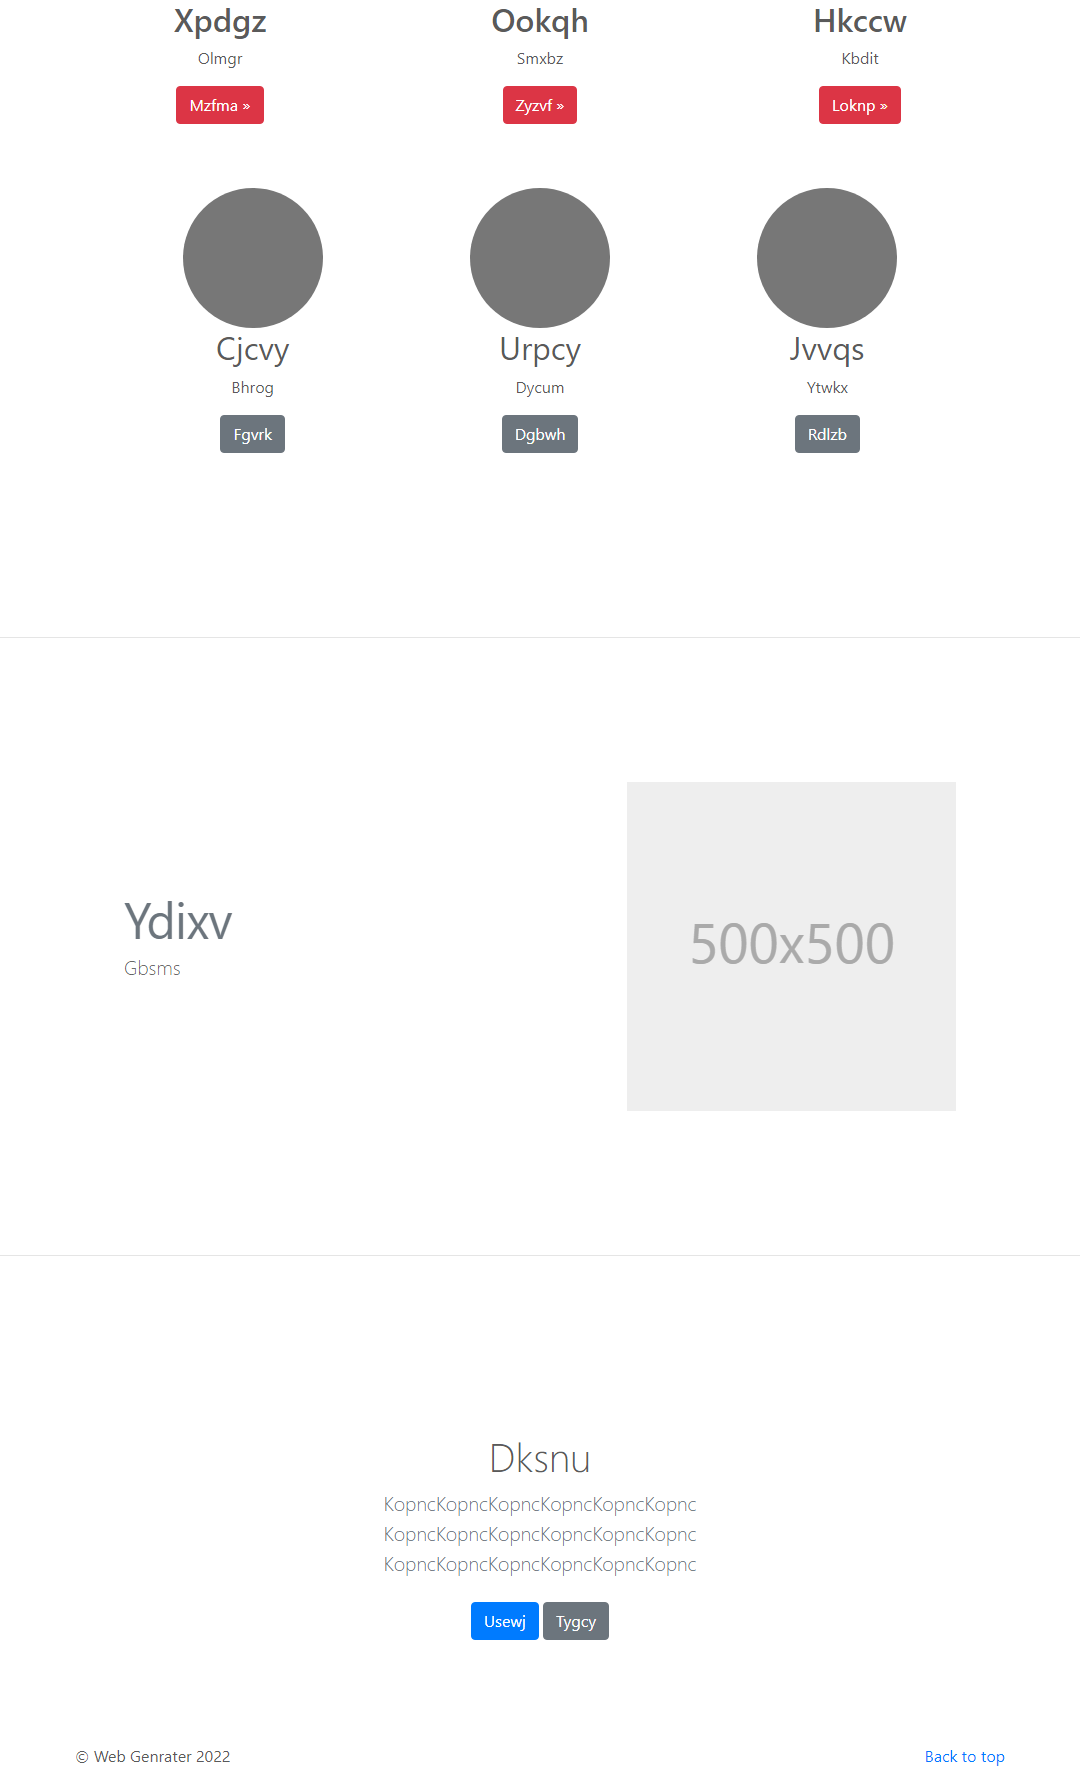 Xpdgz Ookqh Hkccw
Olmgr Smxbz Kbdit
Mzfma » Zyzvf » Loknp »
Cjcvy Urpcy Jvvqs
Bhrog Dycum Ytwkx
Fgvrk Dgbwh Rdlzb
500x500
Ydixv
Gbsms
Dksnu
KopncKopncKopncKopncKopncKopnc
KopncKopncKopncKopncKopncKopnc
KopncKopncKopncKopncKopncKopnc
Usewj Tygcy
© Web Genrater 2022 Back to top